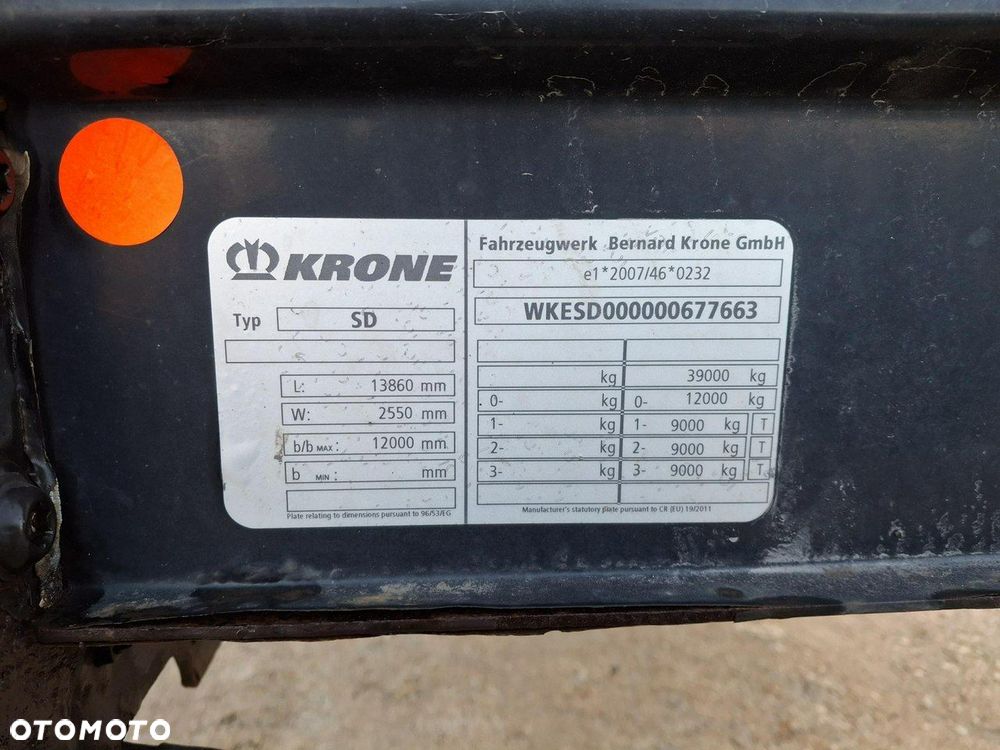 KRONE
Typ SD
L: 13860 mm
W: 2550 mm
b/b MAX : 12000 mm
b MIN : mm
Plate relating to dimensions pursuant to 96/53/EG
Fahrzeugwerk Bernard Krone GmbH
e1*2007/46*0232
WKESD000000677663
kg 39000 kg
0- kg 0- 12000 kg
1- kg 1- 9000 kg T
2- kg 2- 9000 kg T
3- kg 3- 9000 kg T
Manufacturer's statutory plate pursuant to CR (EU) 19/2011
OTOMOTO
OTOMOTO